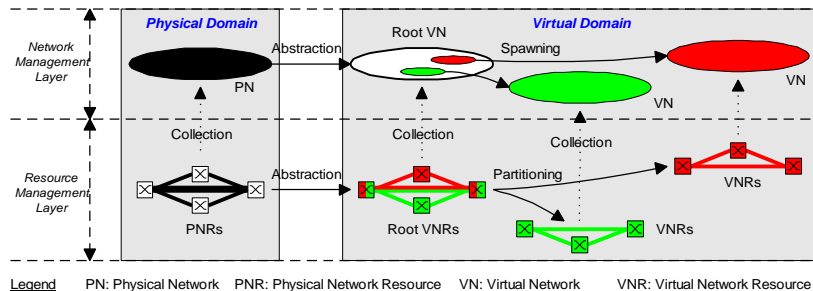 Physical Domain
Virtual Domain
Network
Management
Layer
PN
Abstraction
Root VN
Spawning
VN
VN
Collection
Collection
Collection
Resource
Management
Layer
PNRs
Abstraction
Root VNRs
Partitioning
VNRs
VNRs
Legend PN: Physical Network PNR: Physical Network Resource VN: Virtual Network VNR: Virtual Network Resource